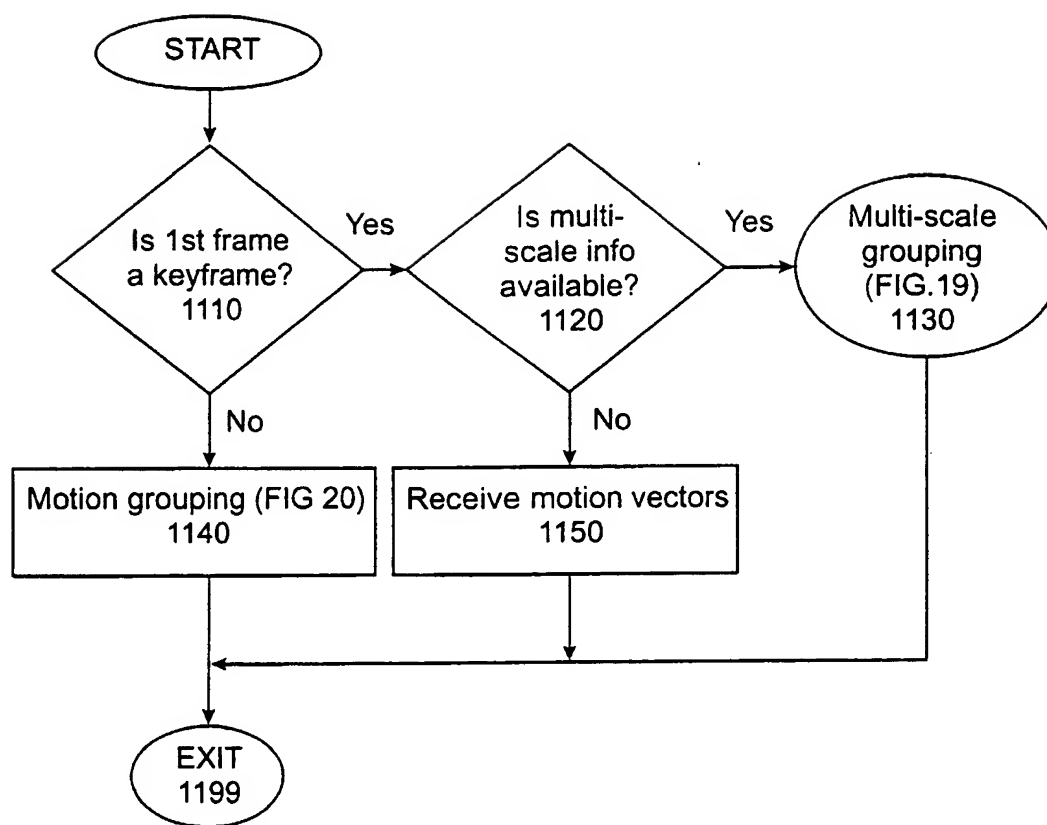 START
Is 1st frame
a keyframe?
1110
Yes
Is multi-
scale info
available?
1120
Yes
Multi-scale
grouping
(FIG.19)
1130
No
No
Motion grouping (FIG 20)
1140
Receive motion vectors
1150
EXIT
1199